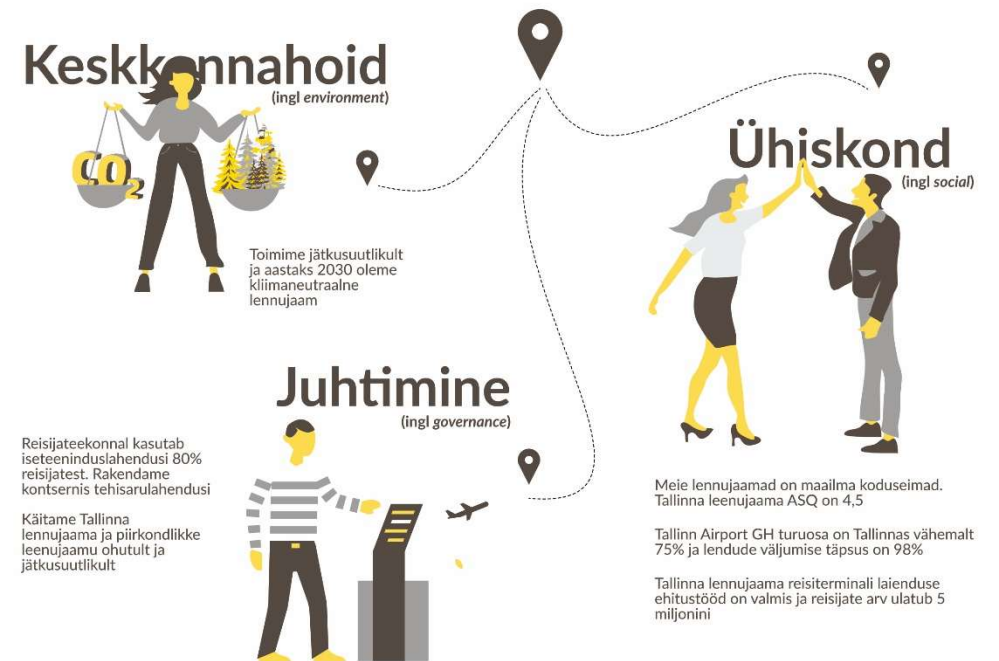 Keskkonnahoid
(ingl environment)
CO2
Toimime jätkusuutlikult
ja aastaks 2030 oleme
kliimaneutraalne
lennujaam
Ühiskond
(ingl social)
Meie lennujaamad on maailma koduseimad.
Tallinna leenujaama ASQ on 4,5
Tallinn Airport GH turuosa on Tallinnas vähemalt
75% ja lendude väljumise täpsus on 98%
Tallinna lennujaama reisiterminali laienduse
ehitustööd on valmis ja reisijate arv ulatub 5
miljonini
Juhtimine
(ingl governance)
Reisijateekonnal kasutab
iseteeninduslahendusi 80%
reisijatest. Rakendame
kontsernis tehisarulahendusi
Käitame Tallinna
lennujaama ja piirkondlikke
leenujaamu ohutult ja
jätkusuutlikult